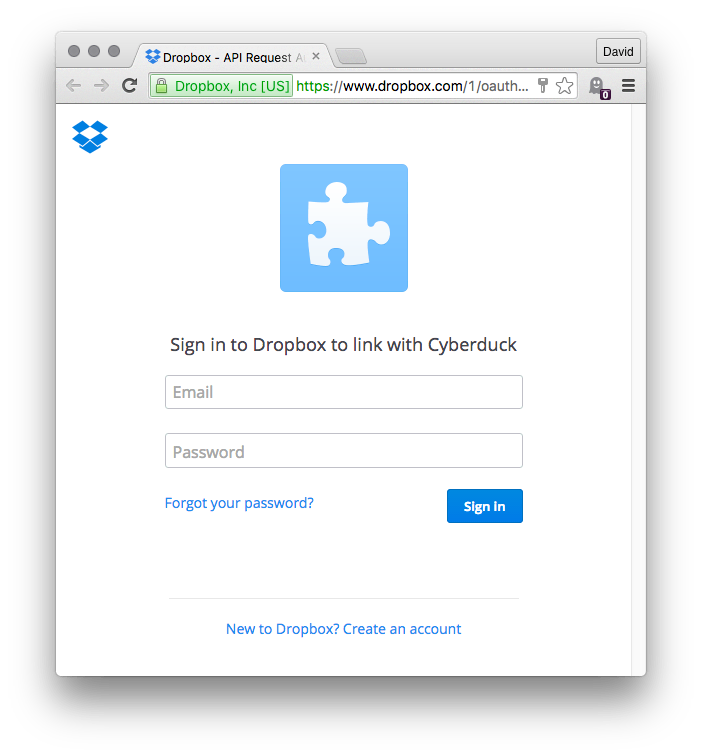 David
Dropbox - API Request A
Dropbox, Inc [US] https://www.dropbox.com/1/oauth...
0
Sign in to Dropbox to link with Cyberduck
Email
Password
Forgot your password?
Sign in
New to Dropbox? Create an account